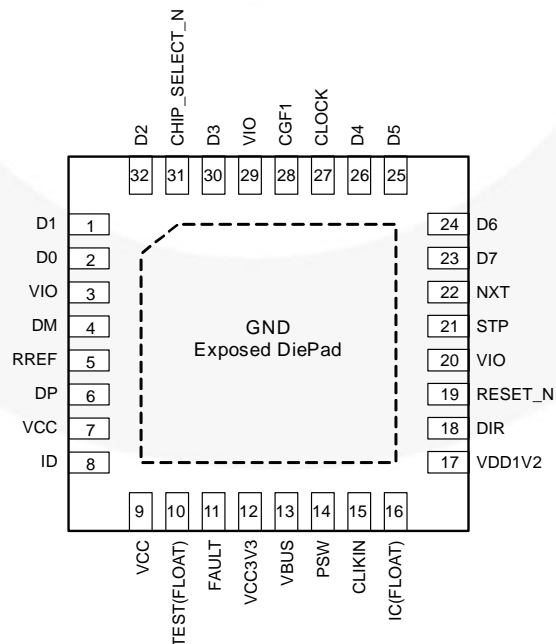 D2
CHIP_SELECT_N
D3
VIO
CGF1
CLOCK
D4
D5
32
31
30
29
28
27
26
25
D1 1
D0 2
VIO 3
DM 4
RREF 5
DP 6
VCC 7
ID 8
GND
Exposed DiePad
24 D6
23 D7
22 NXT
21 STP
20 VIO
19 RESET_N
18 DIR
17 VDD1V2
9
10
11
12
13
14
15
16
VCC
TEST(FLOAT)
FAULT
VCC3V3
VBUS
PSW
CLIKIN
IC(FLOAT)